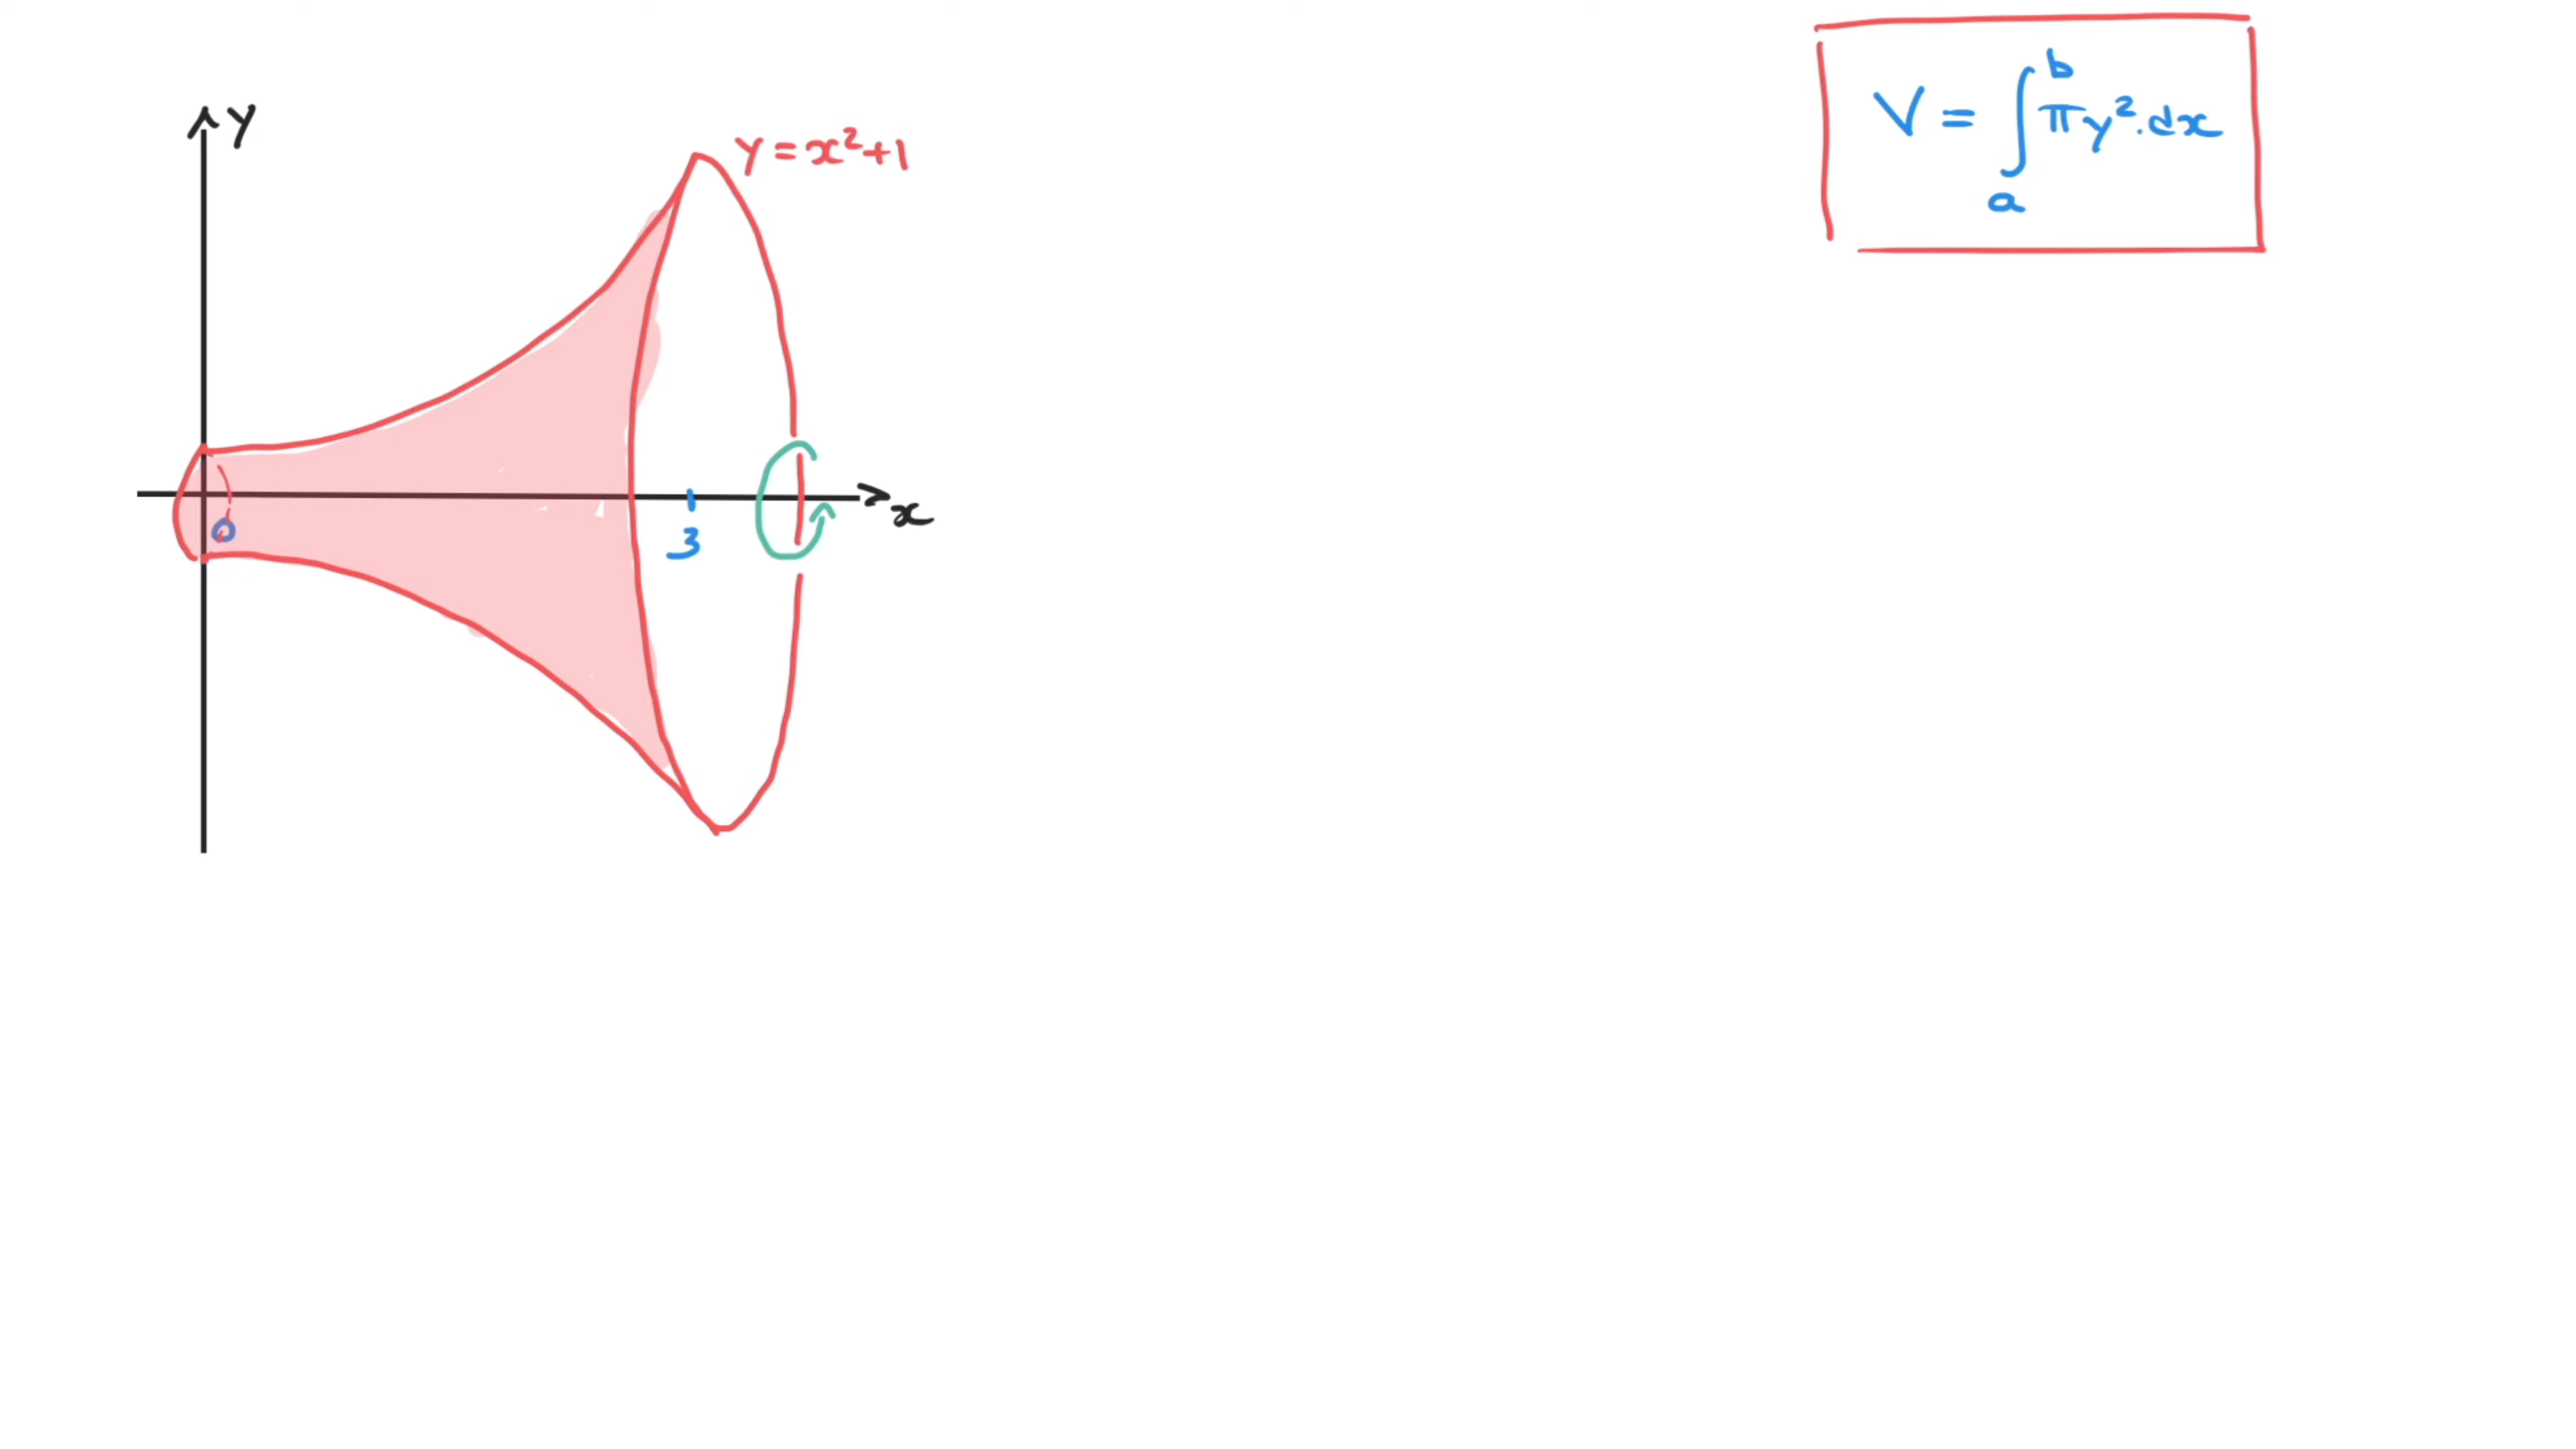 y
y = x²+1
0
3
x
V = ∫ₐᵇ πy².dx